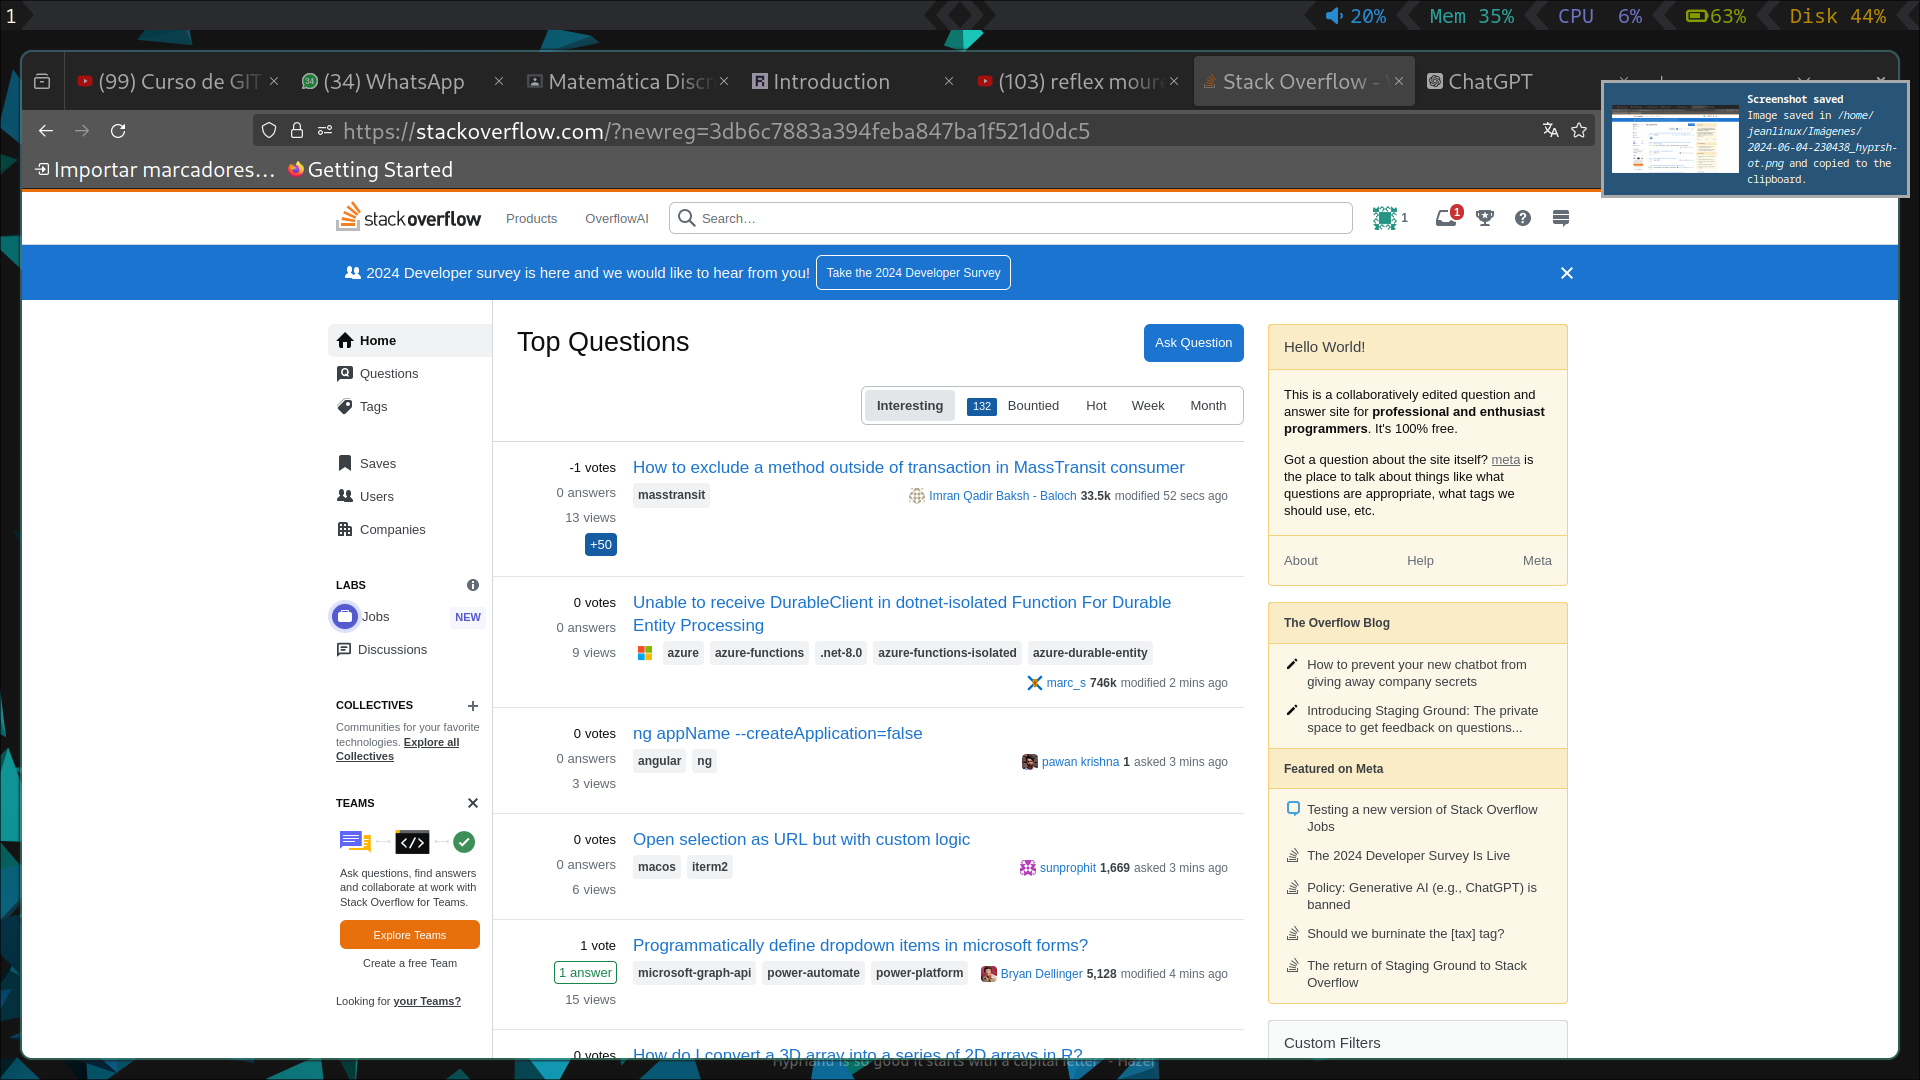 1
20%
Mem 35%
CPU 6%
63%
Disk 44%
(99) Curso de GIT
(34) WhatsApp
Matemática Discr
Introduction
(103) reflex moure
Stack Overflow -
ChatGPT
https://stackoverflow.com/?newreg=3db6c7883a394feba847ba1f521d0dc5
Importar marcadores...
Getting Started
Screenshot saved
Image saved in /home/
jeanlinux/Imágenes/
2024-06-04-230438_hyprsh-
ot.png and copied to the
clipboard.
stackoverflow
Products
OverflowAI
Search…
1
1
2024 Developer survey is here and we would like to hear from you!
Take the 2024 Developer Survey
Home
Questions
Tags
Saves
Users
Companies
LABS
Jobs
NEW
Discussions
COLLECTIVES
Communities for your favorite
technologies. Explore all
Collectives
TEAMS
</>
Ask questions, find answers
and collaborate at work with
Stack Overflow for Teams.
Explore Teams
Create a free Team
Looking for your Teams?
Top Questions
Ask Question
Interesting
132 Bountied
Hot
Week
Month
-1 votes
0 answers
13 views
+50
How to exclude a method outside of transaction in MassTransit consumer
masstransit
Imran Qadir Baksh - Baloch 33.5k modified 52 secs ago
0 votes
0 answers
9 views
Unable to receive DurableClient in dotnet-isolated Function For Durable
Entity Processing
azure
azure-functions
.net-8.0
azure-functions-isolated
azure-durable-entity
marc_s 746k modified 2 mins ago
0 votes
0 answers
3 views
ng appName --createApplication=false
angular
ng
pawan krishna 1 asked 3 mins ago
0 votes
0 answers
6 views
Open selection as URL but with custom logic
macos
iterm2
sunprophit 1,669 asked 3 mins ago
1 vote
1 answer
15 views
Programmatically define dropdown items in microsoft forms?
microsoft-graph-api
power-automate
power-platform
Bryan Dellinger 5,128 modified 4 mins ago
0 votes
How do I convert a 3D array into a series of 2D arrays in R?
Hello World!
This is a collaboratively edited question and
answer site for professional and enthusiast
programmers. It's 100% free.
Got a question about the site itself? meta is
the place to talk about things like what
questions are appropriate, what tags we
should use, etc.
About
Help
Meta
The Overflow Blog
How to prevent your new chatbot from
giving away company secrets
Introducing Staging Ground: The private
space to get feedback on questions...
Featured on Meta
Testing a new version of Stack Overflow
Jobs
The 2024 Developer Survey Is Live
Policy: Generative AI (e.g., ChatGPT) is
banned
Should we burninate the [tax] tag?
The return of Staging Ground to Stack
Overflow
Custom Filters
Hyprland is so good it starts with a capital letter - Hazel